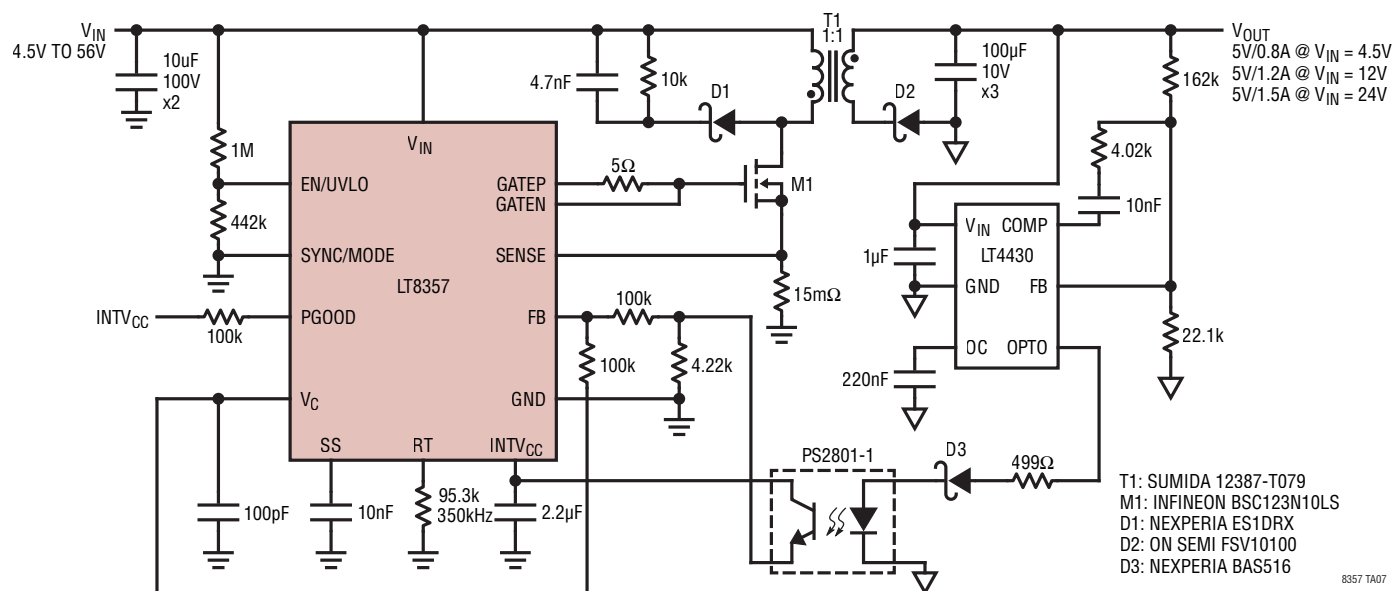 VIN
4.5V TO 56V
10uF
100V
x2
1M
442k
INTVCC
100k
100pF
10nF
95.3k
350kHz
2.2µF
VIN
EN/UVLO
SYNC/MODE
PGOOD
VC
SS
RT
INTVCC
GATEP
GATEN
SENSE
FB
GND
LT8357
4.7nF
10k
D1
5Ω
M1
15mΩ
100k
100k
4.22k
T1
1:1
D2
100µF
10V
x3
VOUT
5V/0.8A @ VIN = 4.5V
5V/1.2A @ VIN = 12V
5V/1.5A @ VIN = 24V
162k
4.02k
10nF
1µF
VIN
COMP
LT4430
GND
FB
OC
OPTO
220nF
22.1k
PS2801-1
D3
499Ω
T1: SUMIDA 12387-T079
M1: INFINEON BSC123N10LS
D1: NEXPERIA ES1DRX
D2: ON SEMI FSV10100
D3: NEXPERIA BAS516
8357 TA07